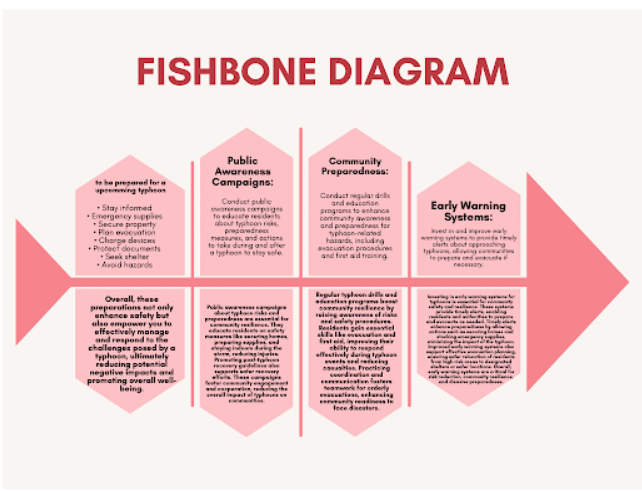 FISHBONE DIAGRAM
to be prepared for a
upcomming typhoon
• Stay informed
• Emergency supplies
• Secure property
• Plan evacuation
• Charge devices
• Protect documents
• Seek shelter
• Avoid hazards
Public
Awareness
Campaigns:
Conduct public
awareness campaigns
to educate residents
about typhoon risks,
preparedness
measures, and actions
to take during and after
a typhoon to stay safe.
Community
Preparedness:
Conduct regular drills
and education
programs to enhance
community awareness
and preparedness for
typhoon-related
hazards, including
evacuation procedures
and first aid training.
Early Warning
Systems:
Invest in and improve early
warning systems to provide timely
alerts about approaching
typhoons, allowing communities
to prepare and evacuate if
necessary.
Overall, these
preparations not only
enhance safety but
also empower you to
effectively manage
and respond to the
challenges posed by a
typhoon, ultimately
reducing potential
negative impacts and
promoting overall well-
being.
Public awareness campaigns
about typhoon risks and
preparedness are essential for
community resilience. They
educate residents on safety
measures like securing homes,
preparing supplies, and
staying indoors during the
storm, reducing injuries.
Promoting post-typhoon
recovery guidelines also
supports safer recovery
efforts. These campaigns
foster community engagement
and cooperation, reducing the
overall impact of typhoons on
communities.
Regular typhoon drills and
education programs boost
community resilience by
raising awareness of risks
and safety procedures.
Residents gain essential
skills like evacuation and
first aid, improving their
ability to respond
effectively during typhoon
events and reducing
casualties. Practicing
coordination and
communication fosters
teamwork for orderly
evacuations, enhancing
community readiness to
face disasters.
Investing in early warning systems for
typhoons is essential for community
safety and resilience. These systems
provide timely alerts, enabling
residents and authorities to prepare
and evacuate as needed. Timely alerts
enhance preparedness by allowing
actions such as securing homes and
stocking emergency supplies,
minimizing the impact of the typhoon.
Improved early warning systems also
support effective evacuation planning,
ensuring safer relocation of residents
from high-risk areas to designated
shelters or safer locations. Overall,
early warning systems are critical for
risk reduction, community resilience,
and disaster preparedness.